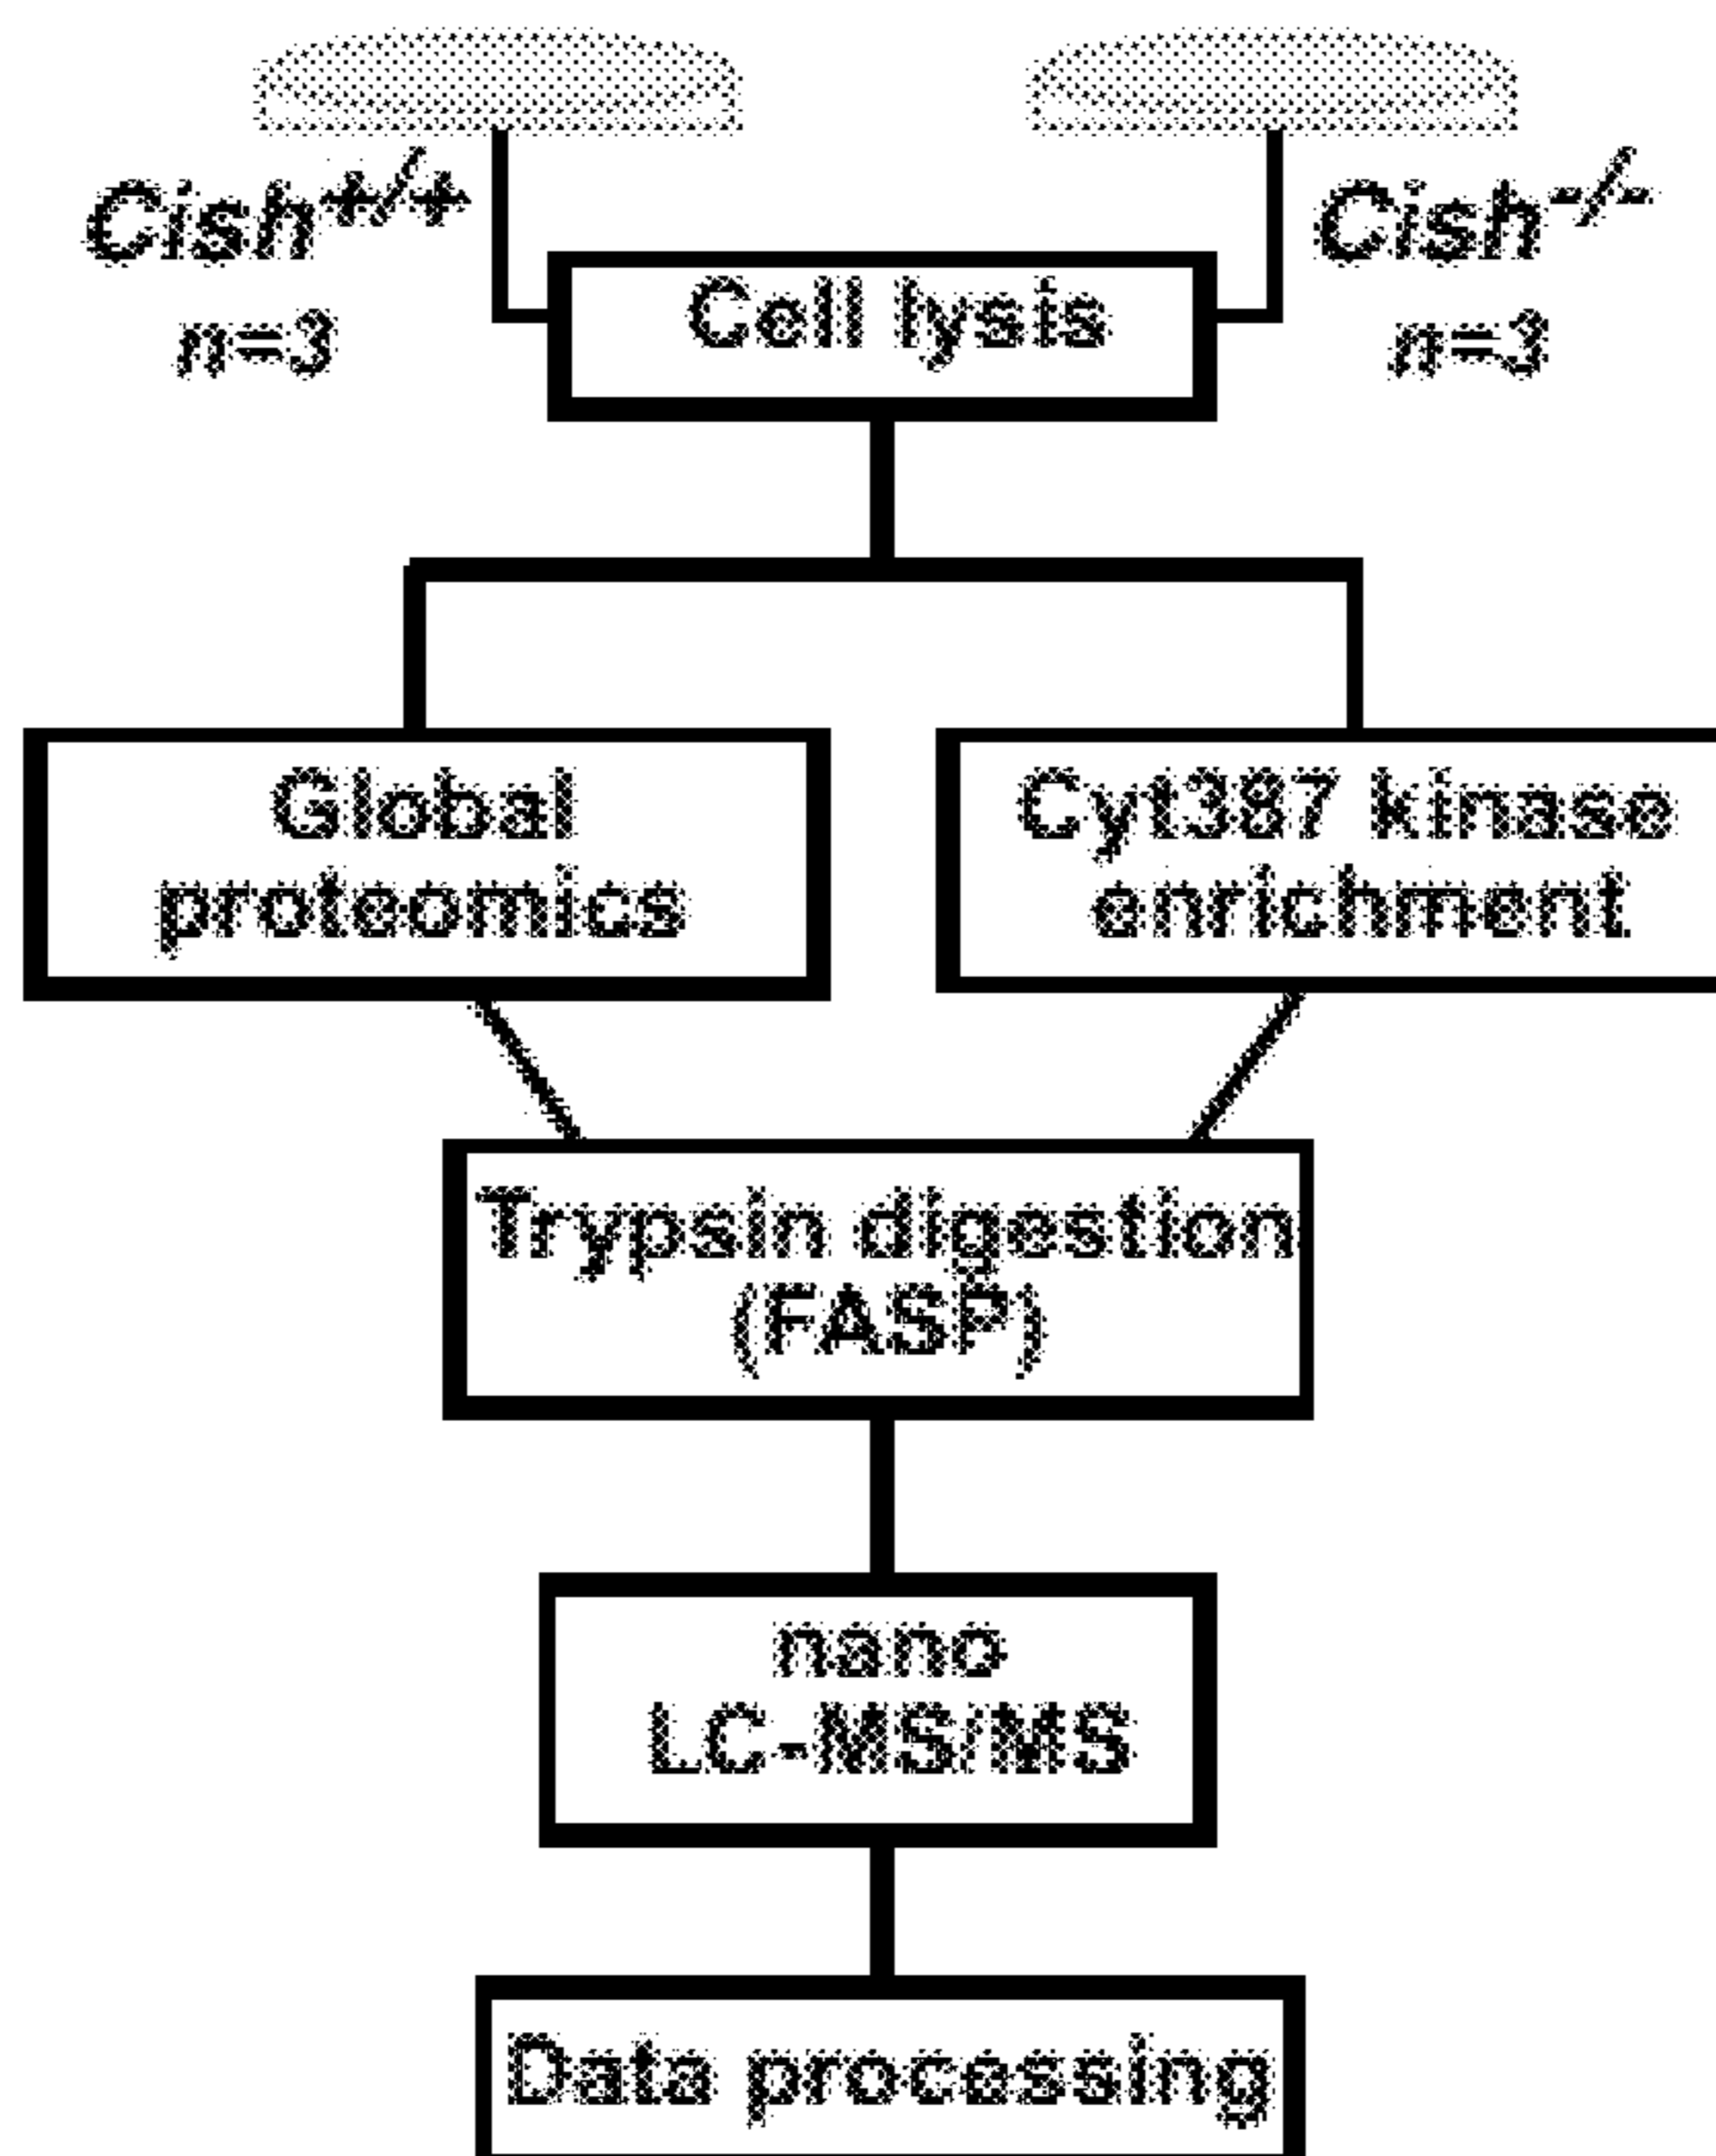 Cish+/+
n=3
Cish-/-
n=3
Cell lysis
Global
proteomics
Cyt387 kinase
enrichment
Trypsin digestion
(FASP)
nano
LC-MS/MS
Data processing